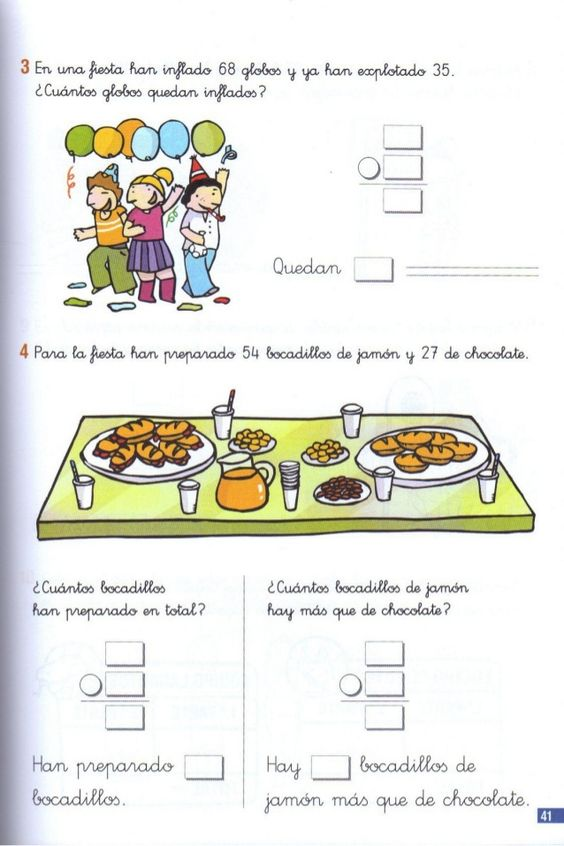 3 En una fiesta han inflado 68 globos y ya han explotado 35.
¿Cuántos globos quedan inflados?
Quedan
4 Para la fiesta han preparado 54 bocadillos de jamón y 27 de chocolate.
¿Cuántos bocadillos
han preparado en total?
Han preparado
bocadillos.
¿Cuántos bocadillos de jamón
hay más que de chocolate?
Hay bocadillos de
jamón más que de chocolate.
41